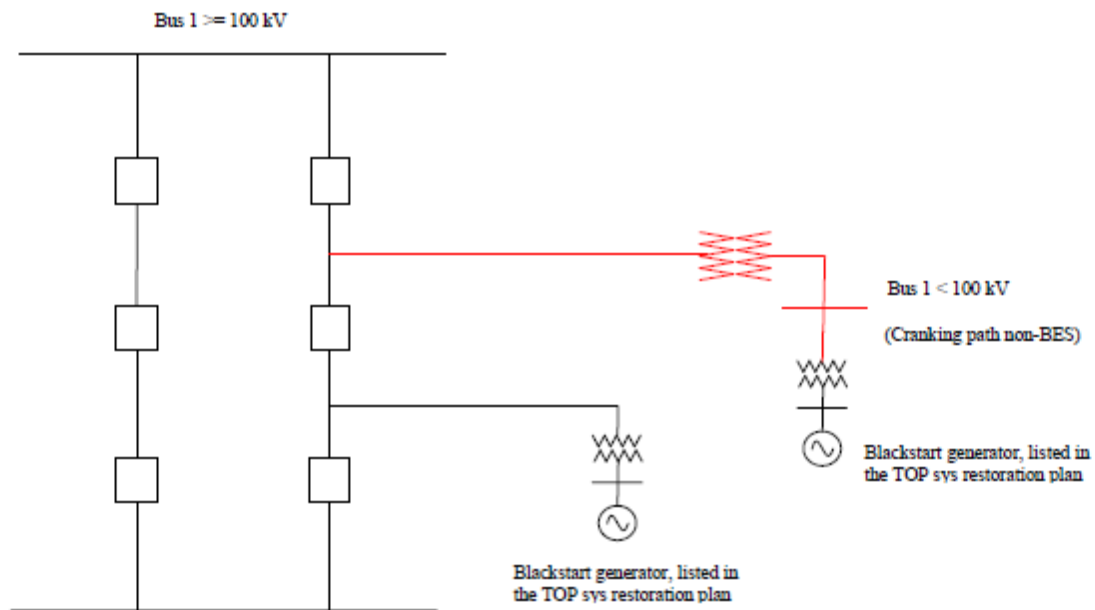 Bus 1 >= 100 kV
Bus 1 < 100 kV
(Cranking path non-BES)
Blackstart generator, listed in
the TOP sys restoration plan
Blackstart generator, listed in
the TOP sys restoration plan